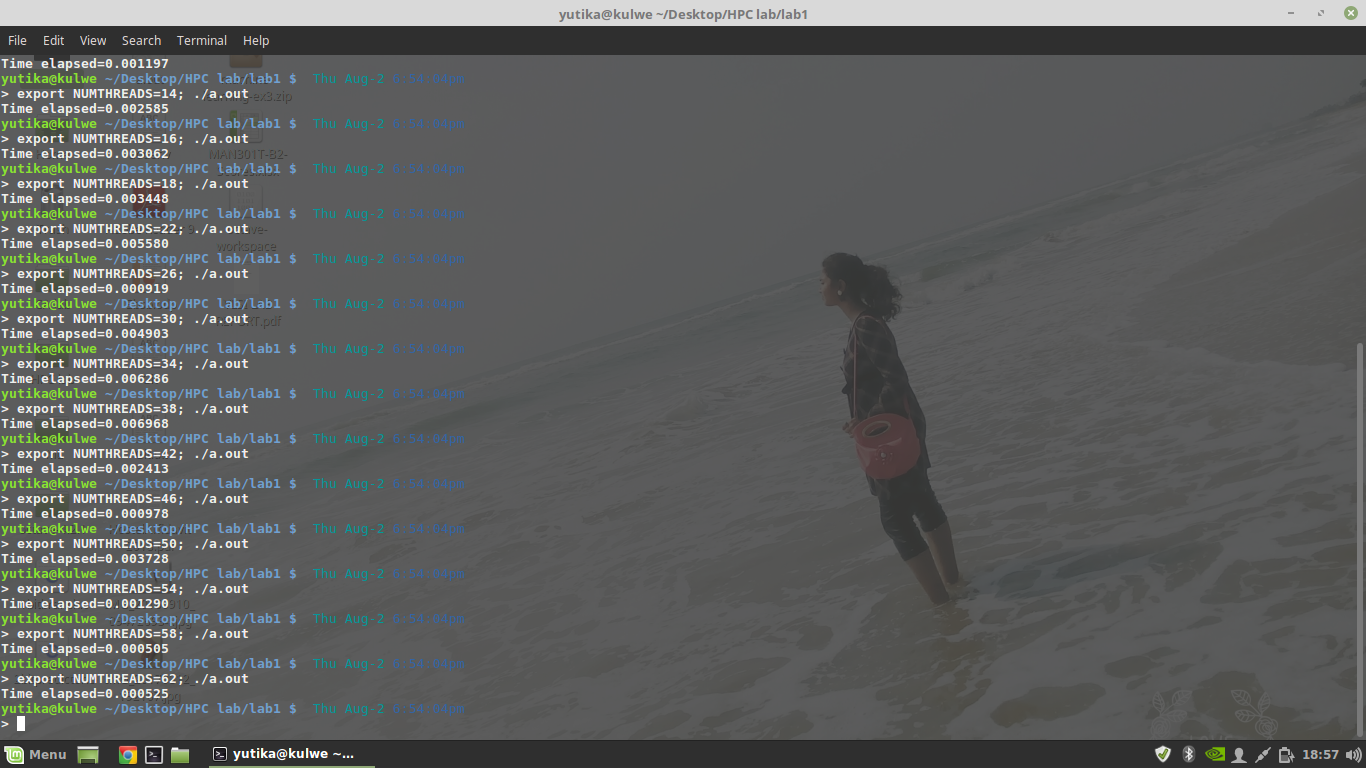 yutika@kulwe ~/Desktop/HPC lab/lab1
File Edit View Search Terminal Help
Time elapsed=0.001197
yutika@kulwe ~/Desktop/HPC lab/lab1 $ Thu Aug-2 6:54:04pm
> export NUMTHREADS=14; ./a.out
Time elapsed=0.002585
yutika@kulwe ~/Desktop/HPC lab/lab1 $ Thu Aug-2 6:54:04pm
> export NUMTHREADS=16; ./a.out
Time elapsed=0.003062
yutika@kulwe ~/Desktop/HPC lab/lab1 $ Thu Aug-2 6:54:04pm
> export NUMTHREADS=18; ./a.out
Time elapsed=0.003448
yutika@kulwe ~/Desktop/HPC lab/lab1 $ Thu Aug-2 6:54:04pm
> export NUMTHREADS=22; ./a.out
Time elapsed=0.005580
yutika@kulwe ~/Desktop/HPC lab/lab1 $ Thu Aug-2 6:54:04pm
> export NUMTHREADS=26; ./a.out
Time elapsed=0.000919
yutika@kulwe ~/Desktop/HPC lab/lab1 $ Thu Aug-2 6:54:04pm
> export NUMTHREADS=30; ./a.out
Time elapsed=0.004903
yutika@kulwe ~/Desktop/HPC lab/lab1 $ Thu Aug-2 6:54:04pm
> export NUMTHREADS=34; ./a.out
Time elapsed=0.006286
yutika@kulwe ~/Desktop/HPC lab/lab1 $ Thu Aug-2 6:54:04pm
> export NUMTHREADS=38; ./a.out
Time elapsed=0.006968
yutika@kulwe ~/Desktop/HPC lab/lab1 $ Thu Aug-2 6:54:04pm
> export NUMTHREADS=42; ./a.out
Time elapsed=0.002413
yutika@kulwe ~/Desktop/HPC lab/lab1 $ Thu Aug-2 6:54:04pm
> export NUMTHREADS=46; ./a.out
Time elapsed=0.000978
yutika@kulwe ~/Desktop/HPC lab/lab1 $ Thu Aug-2 6:54:04pm
> export NUMTHREADS=50; ./a.out
Time elapsed=0.003728
yutika@kulwe ~/Desktop/HPC lab/lab1 $ Thu Aug-2 6:54:04pm
> export NUMTHREADS=54; ./a.out
Time elapsed=0.001290
yutika@kulwe ~/Desktop/HPC lab/lab1 $ Thu Aug-2 6:54:04pm
> export NUMTHREADS=58; ./a.out
Time elapsed=0.000505
yutika@kulwe ~/Desktop/HPC lab/lab1 $ Thu Aug-2 6:54:04pm
> export NUMTHREADS=62; ./a.out
Time elapsed=0.000525
yutika@kulwe ~/Desktop/HPC lab/lab1 $ Thu Aug-2 6:54:04pm
>
Menu yutika@kulwe ~... 18:57